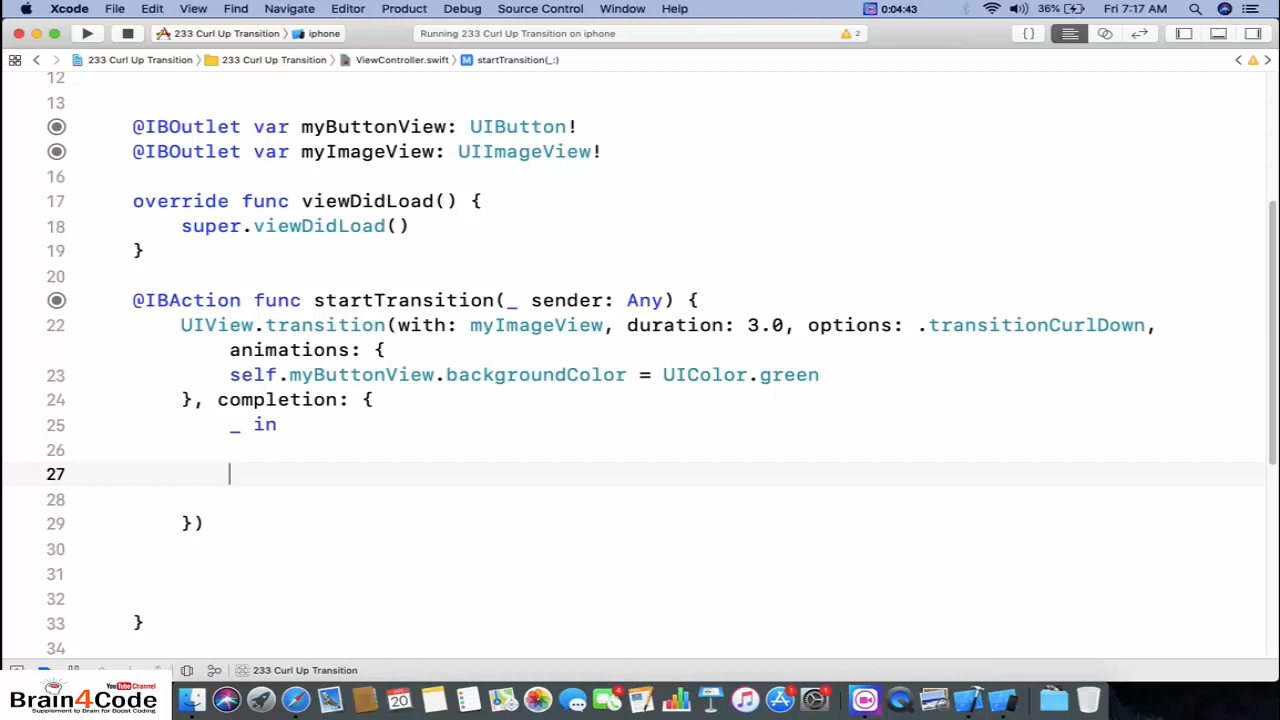 Xcode File Edit View Find Navigate Editor Product Debug Source Control Window Help 0:04:43 36% Fri 7:17 AM
233 Curl Up Transition iphone Running 233 Curl Up Transition on iphone 2
233 Curl Up Transition 233 Curl Up Transition ViewController.swift M startTransition(_:)
12
13
@IBOutlet var myButtonView: UIButton!
@IBOutlet var myImageView: UIImageView!
16
17 override func viewDidLoad() {
18 super.viewDidLoad()
19 }
20
@IBAction func startTransition(_ sender: Any) {
22 UIView.transition(with: myImageView, duration: 3.0, options: .transitionCurlDown,
animations: {
23 self.myButtonView.backgroundColor = UIColor.green
24 }, completion: {
25 _ in
26
27
28
29 })
30
31
32
33 }
34
233 Curl Up Transition
YouTube Channel
Brain4Code
Supplement to Brain for Boost Coding
20